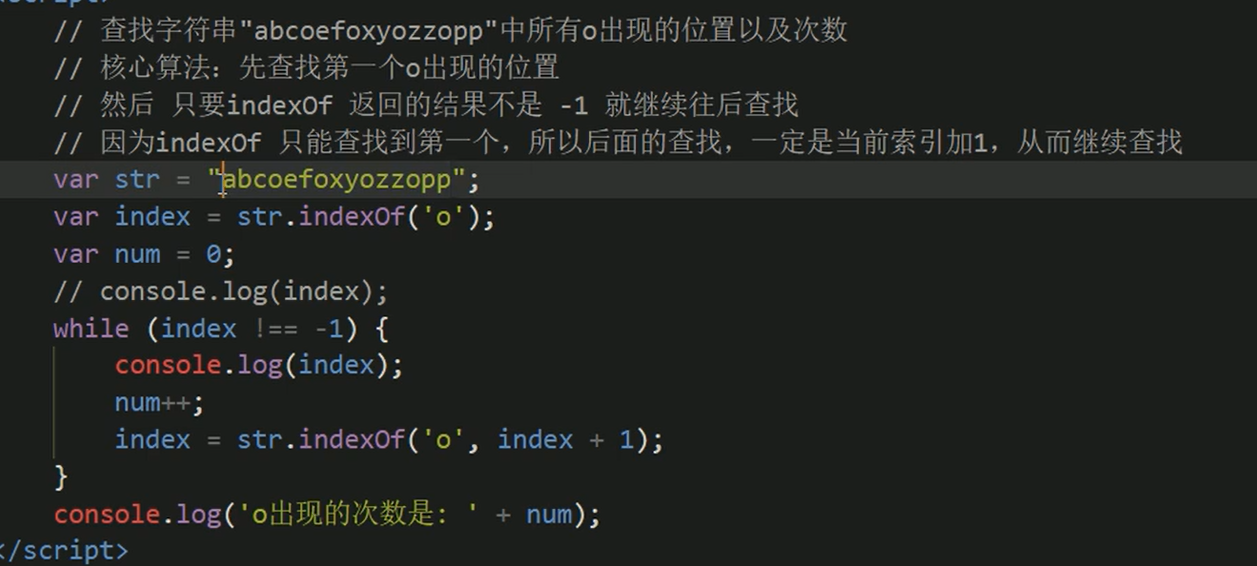 <script>
// 查找字符串"abcoefoxyozzopp"中所有o出现的位置以及次数
// 核心算法：先查找第一个o出现的位置
// 然后 只要indexOf 返回的结果不是 -1 就继续往后查找
// 因为indexOf 只能查找到第一个，所以后面的查找，一定是当前索引加1，从而继续查找
var str = "abcoefoxyozzopp";
var index = str.indexOf('o');
var num = 0;
// console.log(index);
while (index !== -1) {
console.log(index);
num++;
index = str.indexOf('o', index + 1);
}
console.log('o出现的次数是: ' + num);
</script>